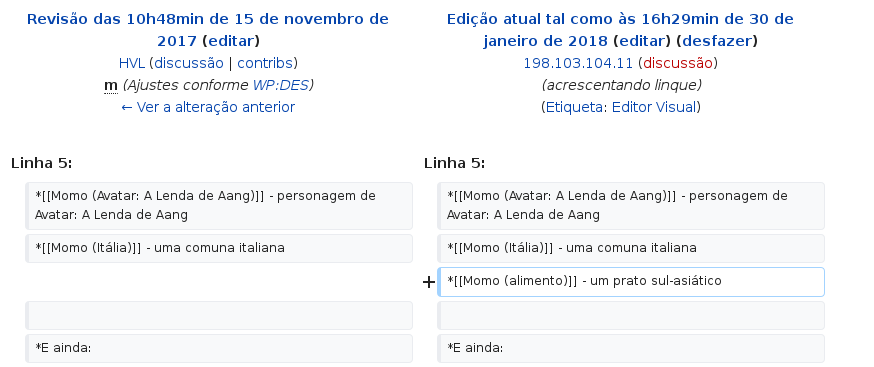 Revisão das 10h48min de 15 de novembro de
2017 (editar)
HVL (discussão | contribs)
m (Ajustes conforme WP:DES)
← Ver a alteração anterior
Edição atual tal como às 16h29min de 30 de
janeiro de 2018 (editar) (desfazer)
198.103.104.11 (discussão)
(acrescentando linque)
(Etiqueta: Editor Visual)
Linha 5:
Linha 5:
*[[Momo (Avatar: A Lenda de Aang)]] - personagem de
Avatar: A Lenda de Aang
*[[Momo (Avatar: A Lenda de Aang)]] - personagem de
Avatar: A Lenda de Aang
*[[Momo (Itália)]] - uma comuna italiana
*[[Momo (Itália)]] - uma comuna italiana
+ *[[Momo (alimento)]] - um prato sul-asiático
*E ainda:
*E ainda: